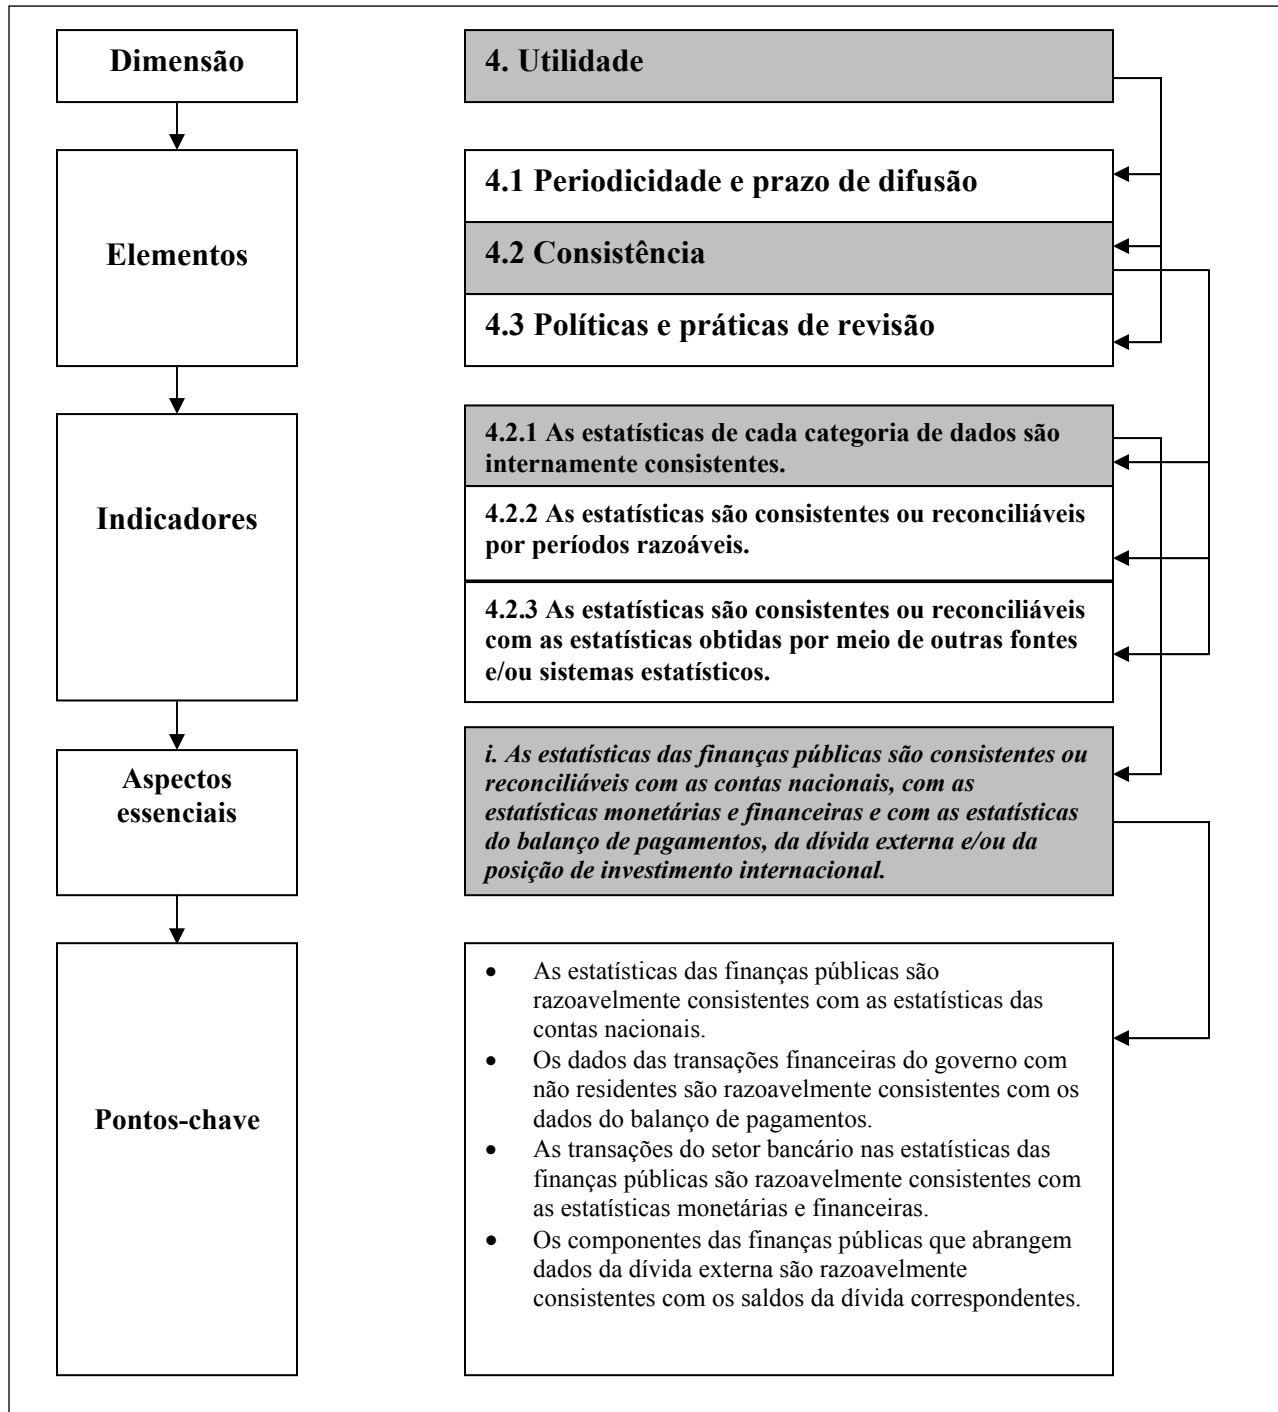 Dimensão
4. Utilidade
Elementos
4.1 Periodicidade e prazo de difusão
4.2 Consistência
4.3 Políticas e práticas de revisão
Indicadores
4.2.1 As estatísticas de cada categoria de dados são
internamente consistentes.
4.2.2 As estatísticas são consistentes ou reconciliáveis
por períodos razoáveis.
4.2.3 As estatísticas são consistentes ou reconciliáveis
com as estatísticas obtidas por meio de outras fontes
e/ou sistemas estatísticos.
Aspectos
essenciais
i. As estatísticas das finanças públicas são consistentes ou
reconciliáveis com as contas nacionais, com as
estatísticas monetárias e financeiras e com as estatísticas
do balanço de pagamentos, da dívida externa e/ou da
posição de investimento internacional.
Pontos-chave
• As estatísticas das finanças públicas são
razoavelmente consistentes com as estatísticas das
contas nacionais.
• Os dados das transações financeiras do governo com
não residentes são razoavelmente consistentes com os
dados do balanço de pagamentos.
• As transações do setor bancário nas estatísticas das
finanças públicas são razoavelmente consistentes com
as estatísticas monetárias e financeiras.
• Os componentes das finanças públicas que abrangem
dados da dívida externa são razoavelmente
consistentes com os saldos da dívida correspondentes.